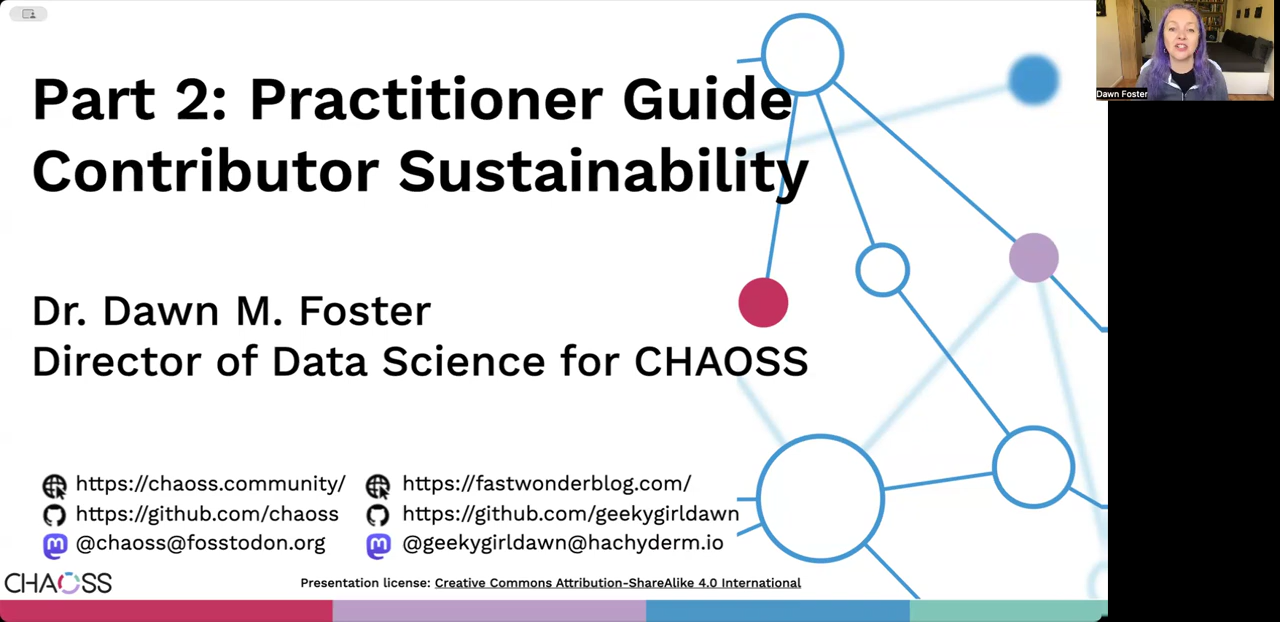 Part 2: Practitioner Guide
Contributor Sustainability
Dr. Dawn M. Foster
Director of Data Science for CHAOSS
https://chaoss.community/
https://github.com/chaoss
@chaoss@fosstodon.org
https://fastwonderblog.com/
https://github.com/geekygirldawn
@geekygirldawn@hachyderm.io
CHAOSS
Presentation license: Creative Commons Attribution-ShareAlike 4.0 International
Dawn Foster